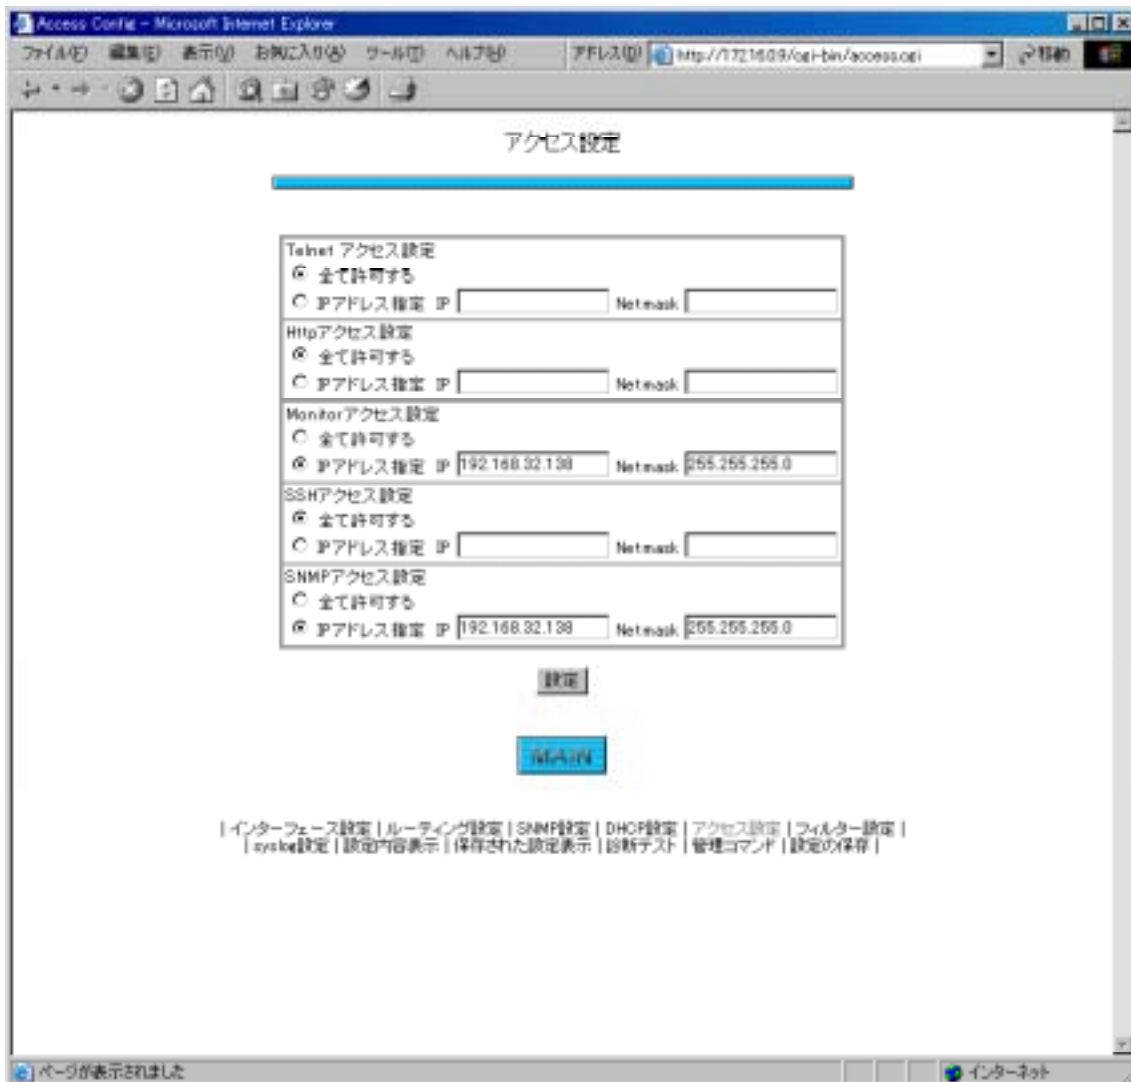 Access Config - Microsoft Internet Explorer
ファイル(F) 編集(E) 表示(V) お気に入り(A) ツール(T) ヘルプ(H) アドレス(D) http://172.16.0.9/cgi-bin/access.cgi 移動
アクセス設定
Telnet アクセス設定
全て許可する
IPアドレス指定 IP Netmask
Httpアクセス設定
全て許可する
IPアドレス指定 IP Netmask
Monitorアクセス設定
全て許可する
IPアドレス指定 IP 192.168.32.138 Netmask 255.255.255.0
SSHアクセス設定
全て許可する
IPアドレス指定 IP Netmask
SNMPアクセス設定
全て許可する
IPアドレス指定 IP 192.168.32.138 Netmask 255.255.255.0
設定
MAIN
| インターフェース設定 | ルーティング設定 | SNMP設定 | DHCP設定 | アクセス設定 | フィルター設定 |
| syslog設定 | 設定内容表示 | 保存された設定表示 | 診断テスト | 管理コマンド | 設定の保存 |
ページが表示されました インターネット